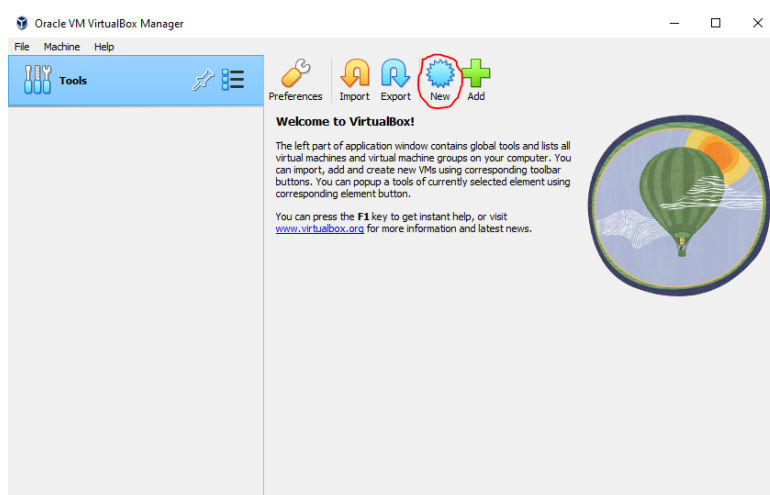 Oracle VM VirtualBox Manager
File Machine Help
Tools
Preferences Import Export New Add
Welcome to VirtualBox!
The left part of application window contains global tools and lists all
virtual machines and virtual machine groups on your computer. You
can import, add and create new VMs using corresponding toolbar
buttons. You can popup a tools of currently selected element using
corresponding element button.
You can press the F1 key to get instant help, or visit
www.virtualbox.org for more information and latest news.